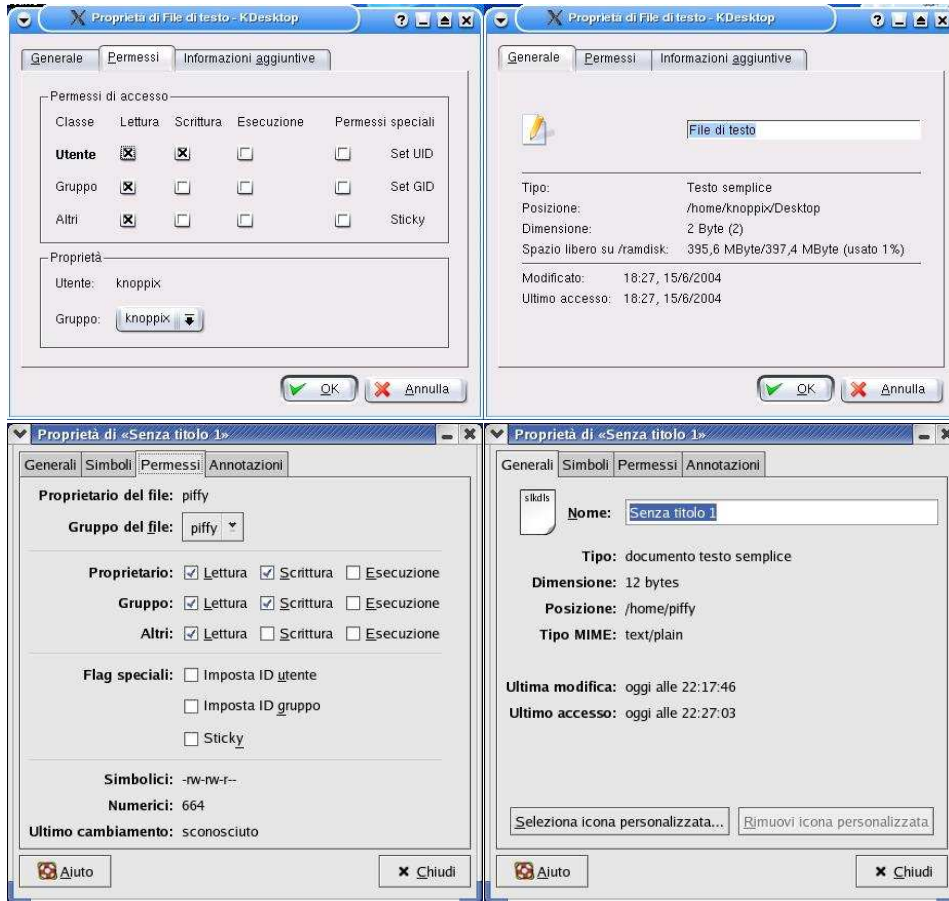 Proprietà di File di testo - KDesktop
Generale Permessi Informazioni aggiuntive
Permessi di accesso
Classe Lettura Scrittura Esecuzione Permessi speciali
Utente Set UID
Gruppo Set GID
Altri Sticky
Proprietà
Utente: knoppix
Gruppo: knoppix
OK Annulla
Proprietà di File di testo - KDesktop
Generale Permessi Informazioni aggiuntive
File di testo
Tipo: Testo semplice
Posizione: /home/knoppix/Desktop
Dimensione: 2 Byte (2)
Spazio libero su /ramdisk: 395,6 MByte/397,4 MByte (usato 1%)
Modificato: 18:27, 15/6/2004
Ultimo accesso: 18:27, 15/6/2004
OK Annulla
Proprietà di «Senza titolo 1»
Generali Simboli Permessi Annotazioni
Proprietario del file: piffy
Gruppo del file: piffy
Proprietario: Lettura Scrittura Esecuzione
Gruppo: Lettura Scrittura Esecuzione
Altri: Lettura Scrittura Esecuzione
Flag speciali: Imposta ID utente
Imposta ID gruppo
Sticky
Simbolici: -rw-rw-r--
Numerici: 664
Ultimo cambiamento: sconosciuto
Aiuto Chiudi
Proprietà di «Senza titolo 1»
Generali Simboli Permessi Annotazioni
slkdls
Nome: Senza titolo 1
Tipo: documento testo semplice
Dimensione: 12 bytes
Posizione: /home/piffy
Tipo MIME: text/plain
Ultima modifica: oggi alle 22:17:46
Ultimo accesso: oggi alle 22:27:03
Seleziona icona personalizzata... Rimuovi icona personalizzata
Aiuto Chiudi